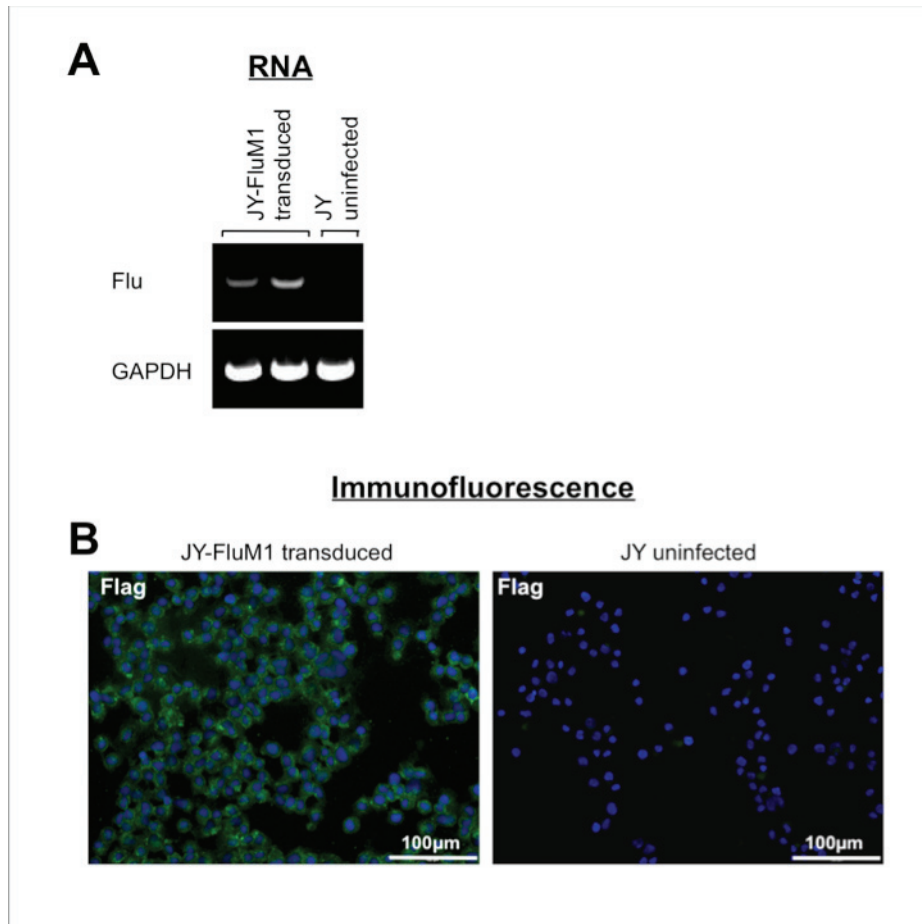 A
RNA
JY-FluM1
transduced
JY
uninfected
Flu
GAPDH
Immunofluorescence
B
JY-FluM1 transduced
JY uninfected
Flag
Flag
100µm
100µm